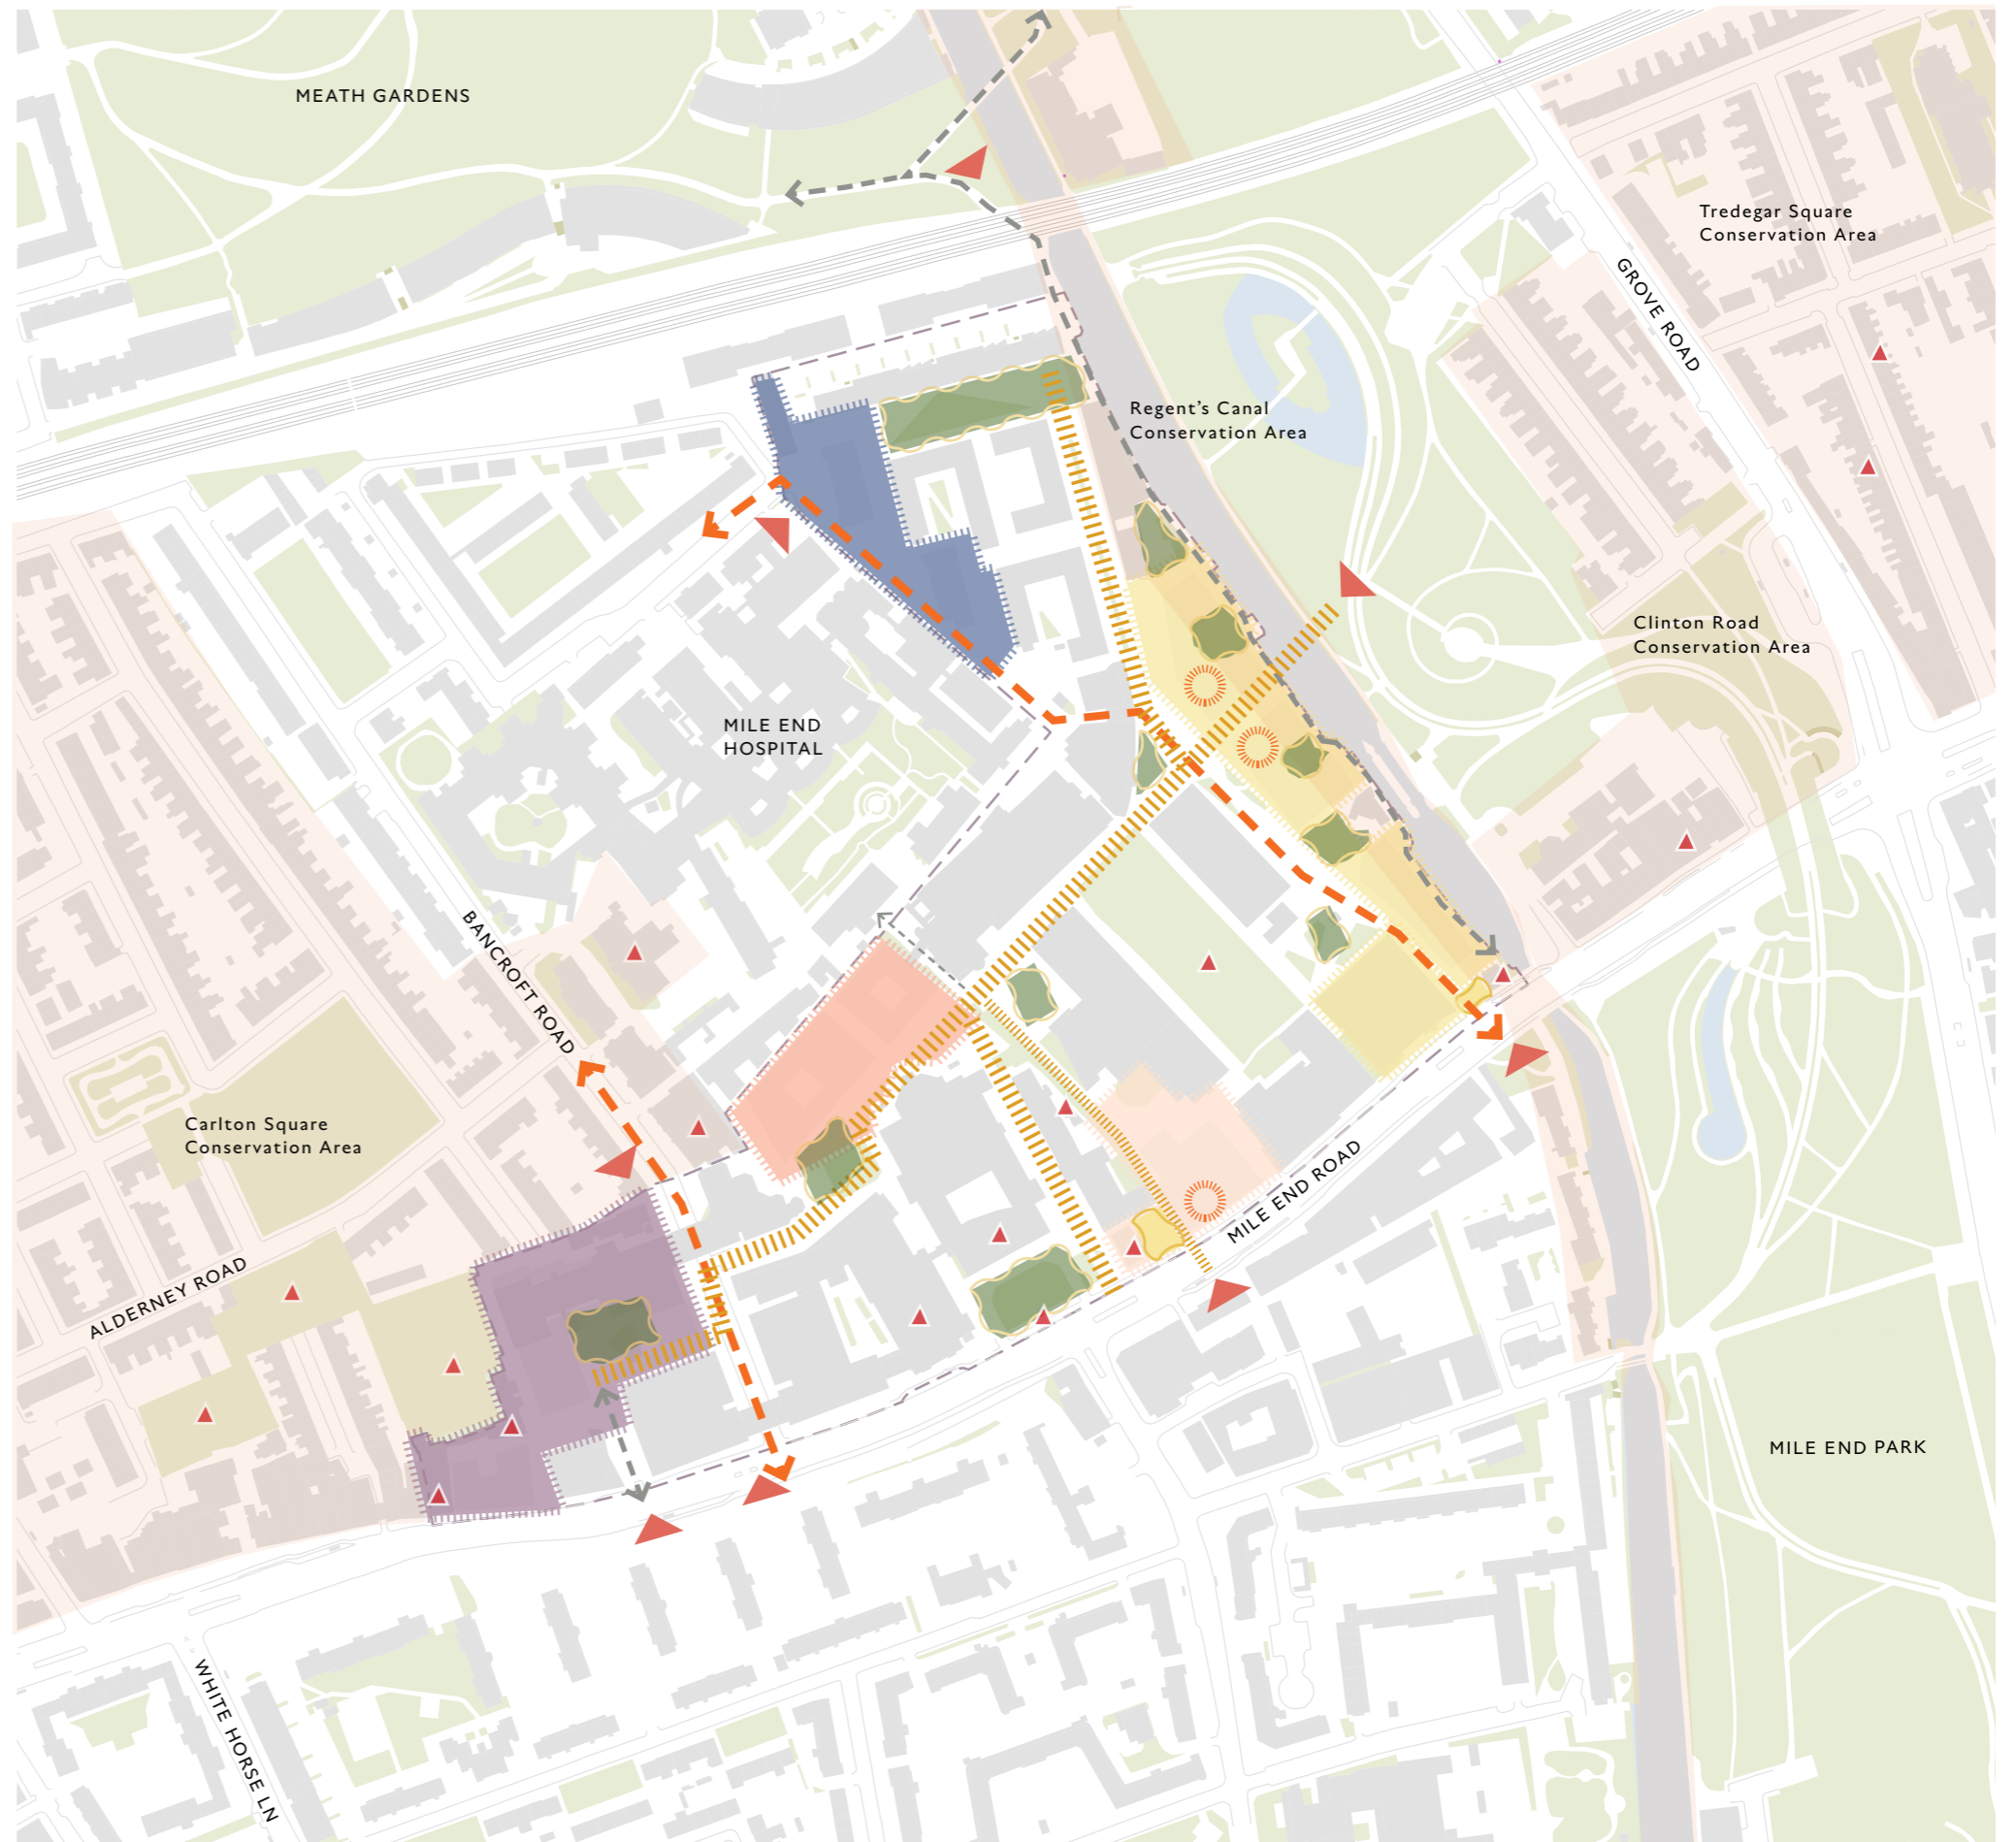 MEATH GARDENS
Tredegar Square
Conservation Area
GROVE ROAD
Regent’s Canal
Conservation Area
Clinton Road
Conservation Area
MILE END
HOSPITAL
BANCROFT ROAD
Carlton Square
Conservation Area
MILE END ROAD
ALDERNEY ROAD
MILE END PARK
WHITE HORSE LN